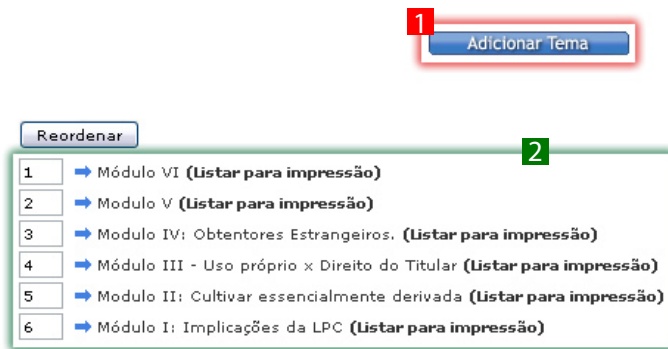 1
Adicionar Tema
Reordenar
2
1 Módulo VI (Listar para impressão)
2 Módulo V (Listar para impressão)
3 Módulo IV: Obtentores Estrangeiros. (Listar para impressão)
4 Módulo III - Uso próprio x Direito do Titular (Listar para impressão)
5 Modulo II: Cultivar essencialmente derivada (Listar para impressão)
6 Módulo I: Implicações da LPC (Listar para impressão)